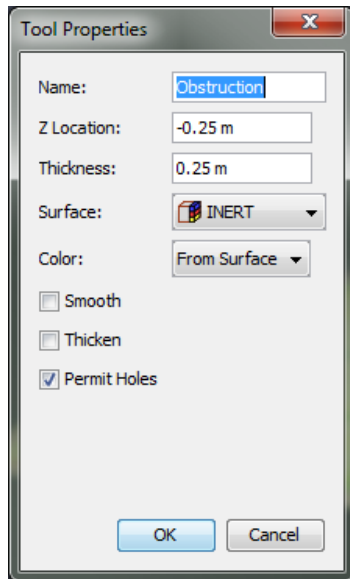 Tool Properties
Name: Obstruction
Z Location: -0.25 m
Thickness: 0.25 m
Surface: INERT
Color: From Surface
Smooth
Thicken
Permit Holes
OK Cancel